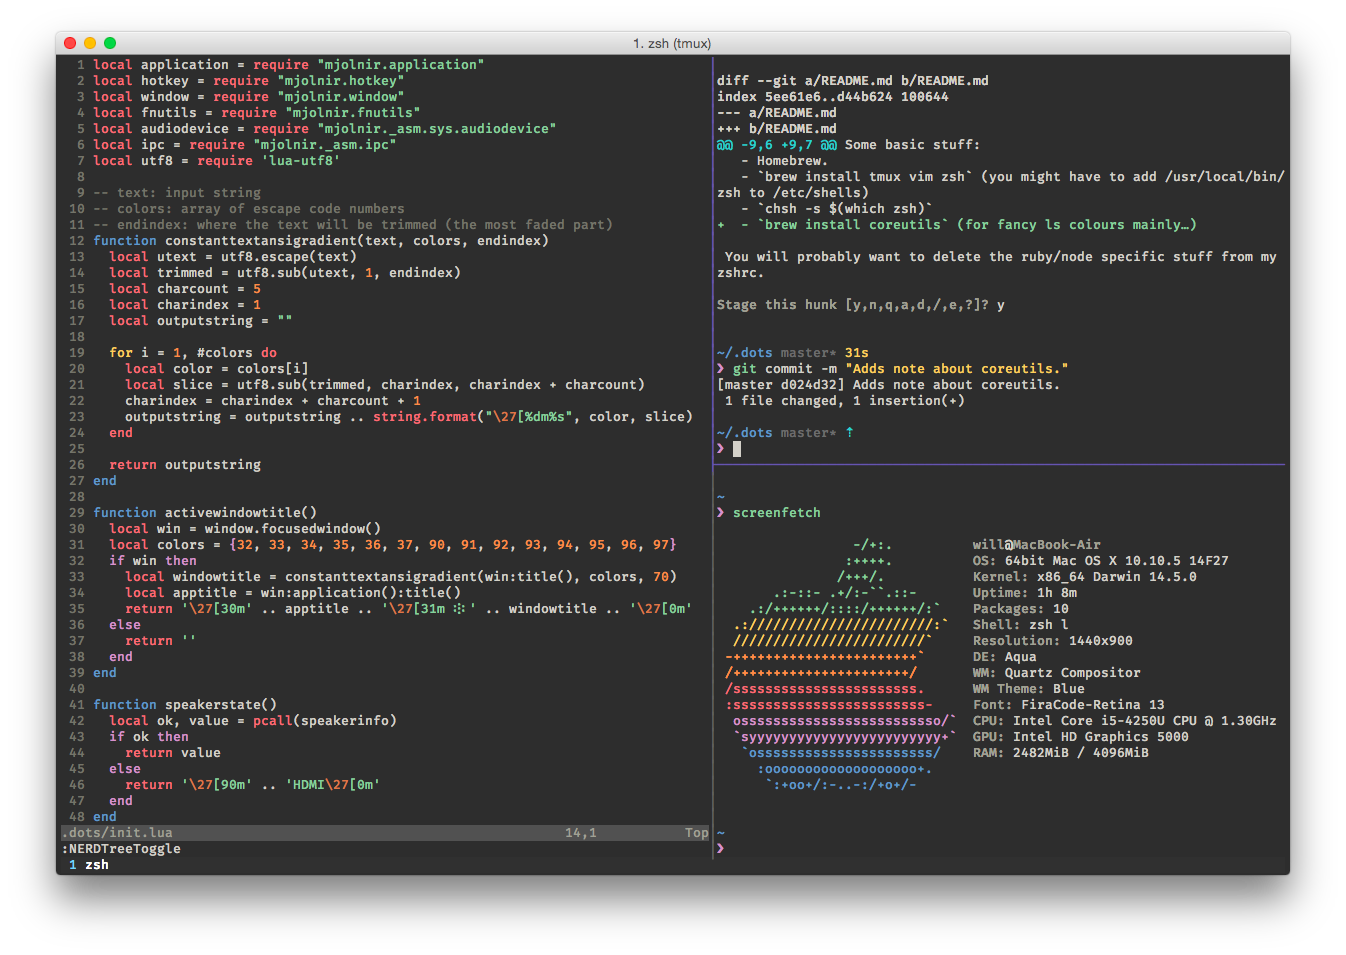 1. zsh (tmux)
1 local application = require "mjolnir.application"
2 local hotkey = require "mjolnir.hotkey"
3 local window = require "mjolnir.window"
4 local fnutils = require "mjolnir.fnutils"
5 local audiodevice = require "mjolnir._asm.sys.audiodevice"
6 local ipc = require "mjolnir._asm.ipc"
7 local utf8 = require 'lua-utf8'
8
9 -- text: input string
10 -- colors: array of escape code numbers
11 -- endindex: where the text will be trimmed (the most faded part)
12 function constanttextansigradient(text, colors, endindex)
13   local utext = utf8.escape(text)
14   local trimmed = utf8.sub(utext, 1, endindex)
15   local charcount = 5
16   local charindex = 1
17   local outputstring = ""
18
19   for i = 1, #colors do
20     local color = colors[i]
21     local slice = utf8.sub(trimmed, charindex, charindex + charcount)
22     charindex = charindex + charcount + 1
23     outputstring = outputstring .. string.format("\27[%dm%s", color, slice)
24   end
25
26   return outputstring
27 end
28
29 function activewindowtitle()
30   local win = window.focusedwindow()
31   local colors = {32, 33, 34, 35, 36, 37, 90, 91, 92, 93, 94, 95, 96, 97}
32   if win then
33     local windowtitle = constanttextansigradient(win:title(), colors, 70)
34     local apptitle = win:application():title()
35     return '\27[30m' .. apptitle .. '\27[31m ፨ ' .. windowtitle .. '\27[0m'
36   else
37     return ''
38   end
39 end
40
41 function speakerstate()
42   local ok, value = pcall(speakerinfo)
43   if ok then
44     return value
45   else
46     return '\27[90m' .. 'HDMI\27[0m'
47   end
48 end
.dots/init.lua 14,1 Top
:NERDTreeToggle
1 zsh
diff --git a/README.md b/README.md
index 5ee61e6..d44b624 100644
--- a/README.md
+++ b/README.md
@@ -9,6 +9,7 @@ Some basic stuff:
   - Homebrew.
   - `brew install tmux vim zsh` (you might have to add /usr/local/bin/
zsh to /etc/shells)
   - `chsh -s $(which zsh)`
+  - `brew install coreutils` (for fancy ls colours mainly…)
 You will probably want to delete the ruby/node specific stuff from my
zshrc.
Stage this hunk [y,n,q,a,d,/,e,?]? y
~/.dots master* 31s
❯ git commit -m "Adds note about coreutils."
[master d024d32] Adds note about coreutils.
 1 file changed, 1 insertion(+)
~/.dots master* ⇡
❯
~
❯ screenfetch
-/+:. will@MacBook-Air
:++++. OS: 64bit Mac OS X 10.10.5 14F27
/+++/. Kernel: x86_64 Darwin 14.5.0
.:-::- .+/:-``.::- Uptime: 1h 8m
.:/++++++/::::/++++++/:` Packages: 10
.:///////////////////////:` Shell: zsh l
////////////////////////` Resolution: 1440x900
-+++++++++++++++++++++++` DE: Aqua
/++++++++++++++++++++++/ WM: Quartz Compositor
/sssssssssssssssssssssss. WM Theme: Blue
:ssssssssssssssssssssssss- Font: FiraCode-Retina 13
osssssssssssssssssssssssso/` CPU: Intel Core i5-4250U CPU @ 1.30GHz
`syyyyyyyyyyyyyyyyyyyyyyyy+` GPU: Intel HD Graphics 5000
`ossssssssssssssssssssss/ RAM: 2482MiB / 4096MiB
:ooooooooooooooooooo+.
`:+oo+/:-..-:/+o+/-
~
❯